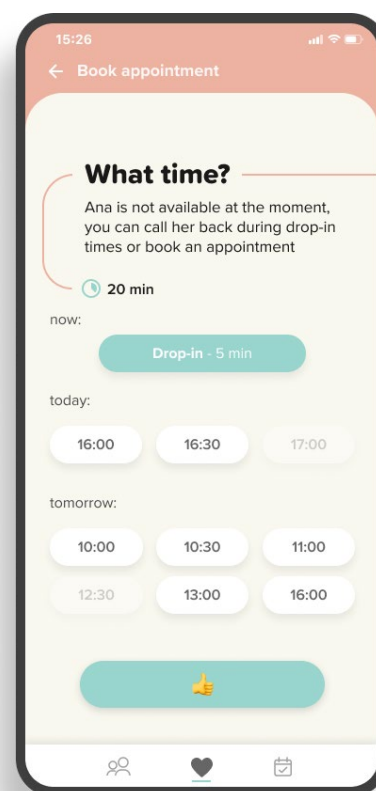 15:26
Book appointment
What time?
Ana is not available at the moment,
you can call her back during drop-in
times or book an appointment
20 min
now:
Drop-in - 5 min
today:
16:00 16:30 17:00
tomorrow:
10:00 10:30 11:00
12:30 13:00 16:00